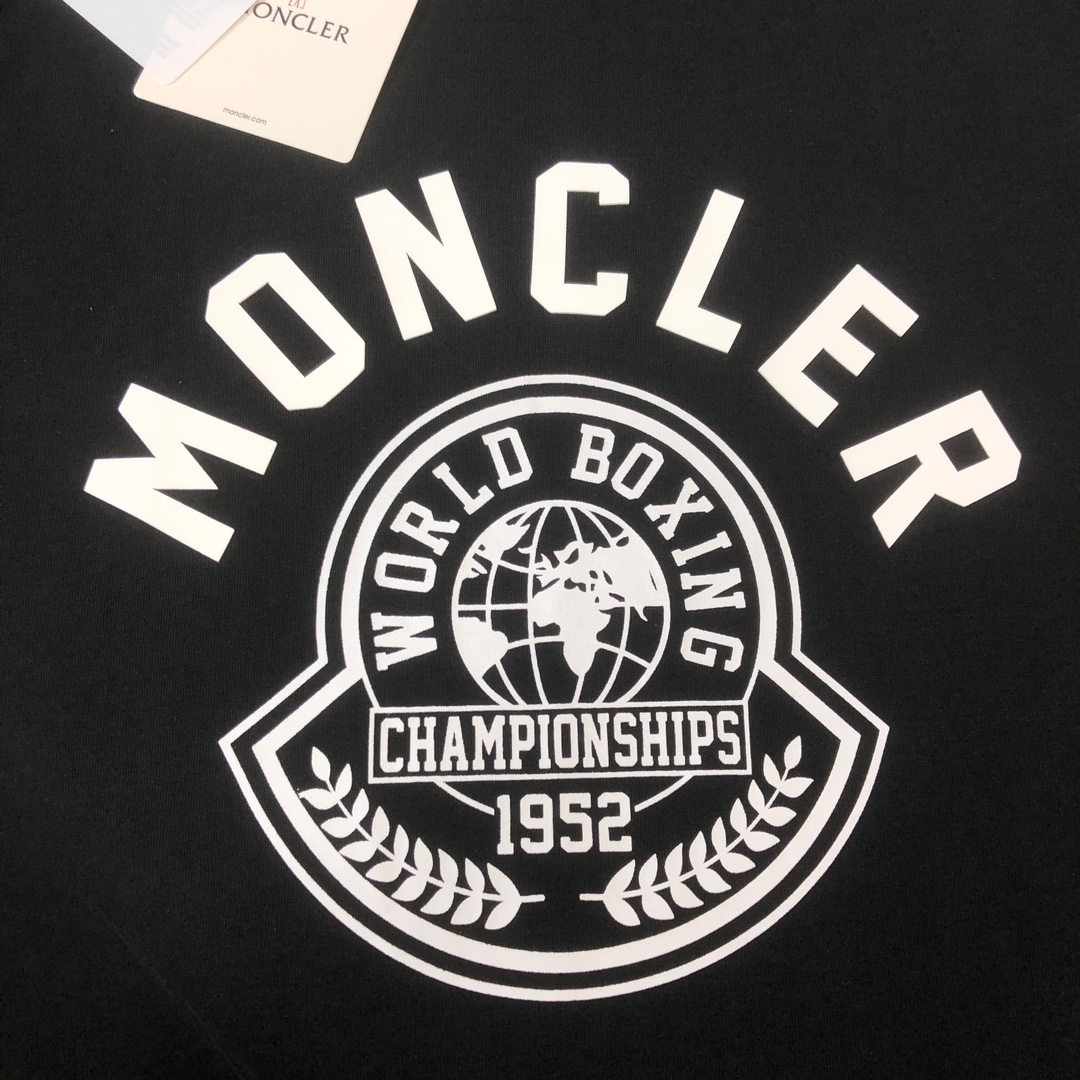 MONCLER
moncler.com
MONCLER
WORLD BOXING
CHAMPIONSHIPS
1952